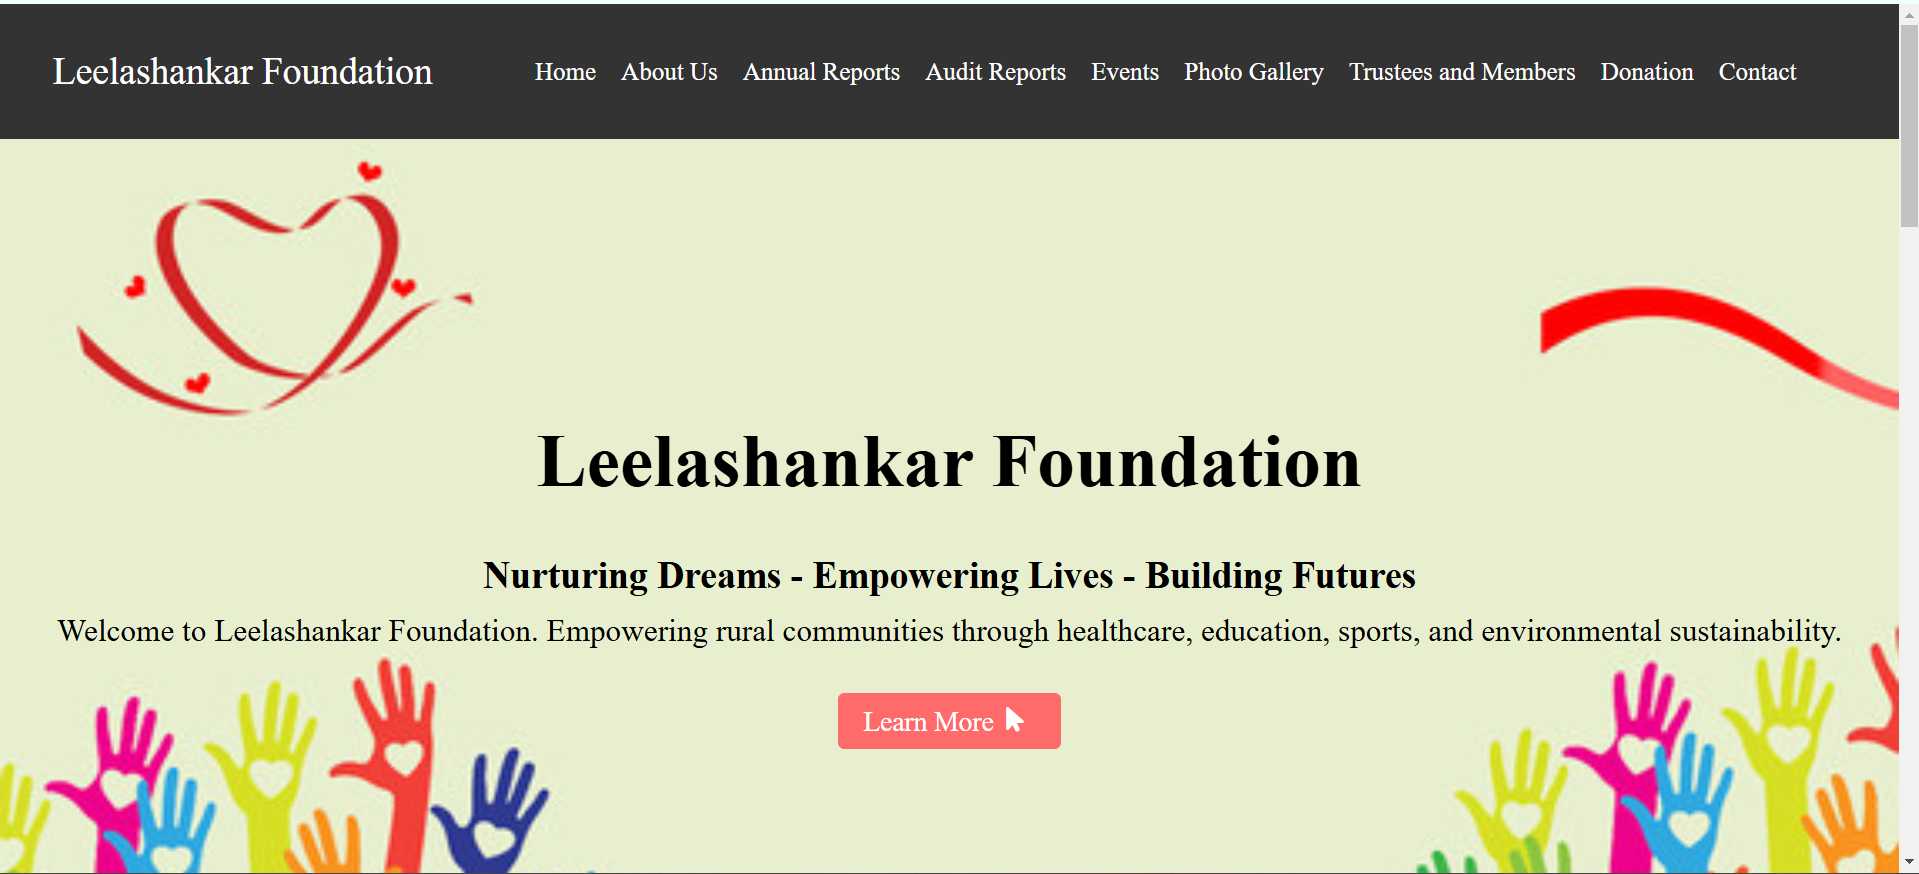 Leelashankar Foundation
Home About Us Annual Reports Audit Reports Events Photo Gallery Trustees and Members Donation Contact
Leelashankar Foundation
Nurturing Dreams - Empowering Lives - Building Futures
Welcome to Leelashankar Foundation. Empowering rural communities through healthcare, education, sports, and environmental sustainability.
Learn More